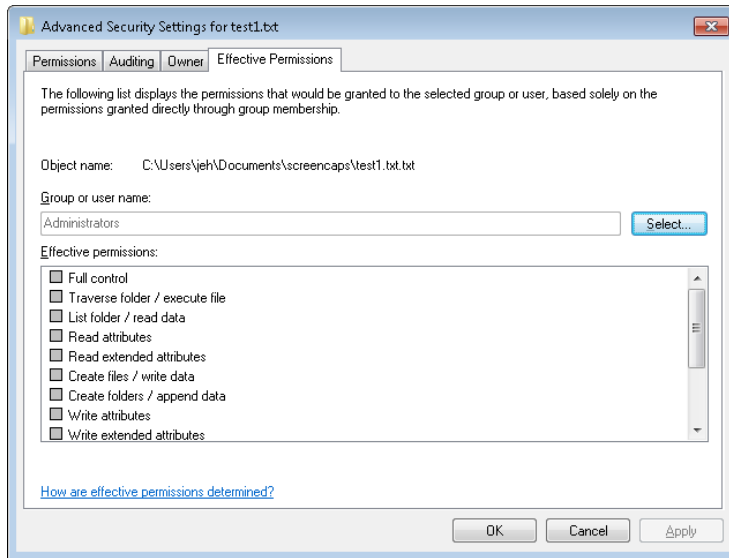 Advanced Security Settings for test1.txt
Permissions Auditing Owner Effective Permissions
The following list displays the permissions that would be granted to the selected group or user, based solely on the
permissions granted directly through group membership.
Object name: C:\Users\jeh\Documents\screencaps\test1.txt.txt
Group or user name:
Administrators
Select...
Effective permissions:
Full control
Traverse folder / execute file
List folder / read data
Read attributes
Read extended attributes
Create files / write data
Create folders / append data
Write attributes
Write extended attributes
How are effective permissions determined?
OK Cancel Apply